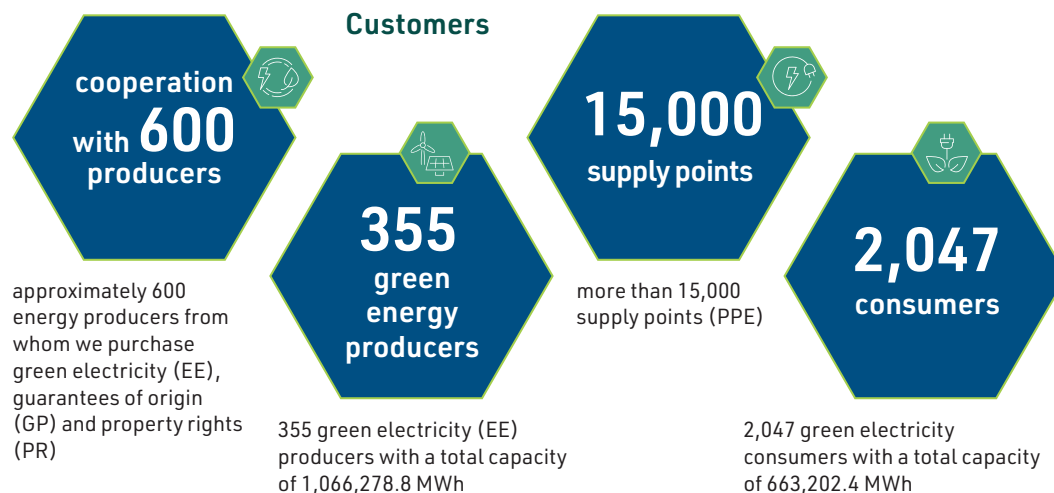 Customers
cooperation
with 600
producers
approximately 600
energy producers from
whom we purchase
green electricity (EE),
guarantees of origin
(GP) and property rights
(PR)
355
green
energy
producers
355 green electricity (EE)
producers with a total capacity
of 1,066,278.8 MWh
15,000
supply points
more than 15,000
supply points (PPE)
2,047
consumers
2,047 green electricity
consumers with a total capacity
of 663,202.4 MWh